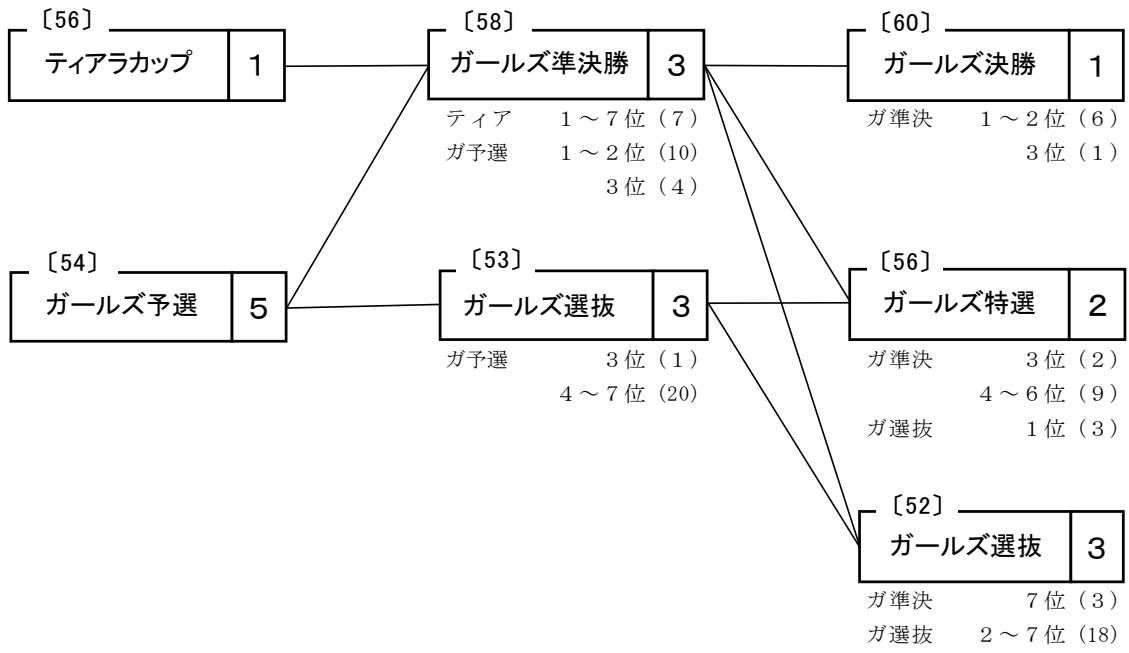 〔56〕
ティアラカップ 1
〔58〕
ガールズ準決勝 3
ティア 1～7位（7）
ガ予選 1～2位（10）
3位（4）
〔60〕
ガールズ決勝 1
ガ準決 1～2位（6）
3位（1）
〔54〕
ガールズ予選 5
〔53〕
ガールズ選抜 3
ガ予選 3位（1）
4～7位（20）
〔56〕
ガールズ特選 2
ガ準決 3位（2）
4～6位（9）
ガ選抜 1位（3）
〔52〕
ガールズ選抜 3
ガ準決 7位（3）
ガ選抜 2～7位（18）